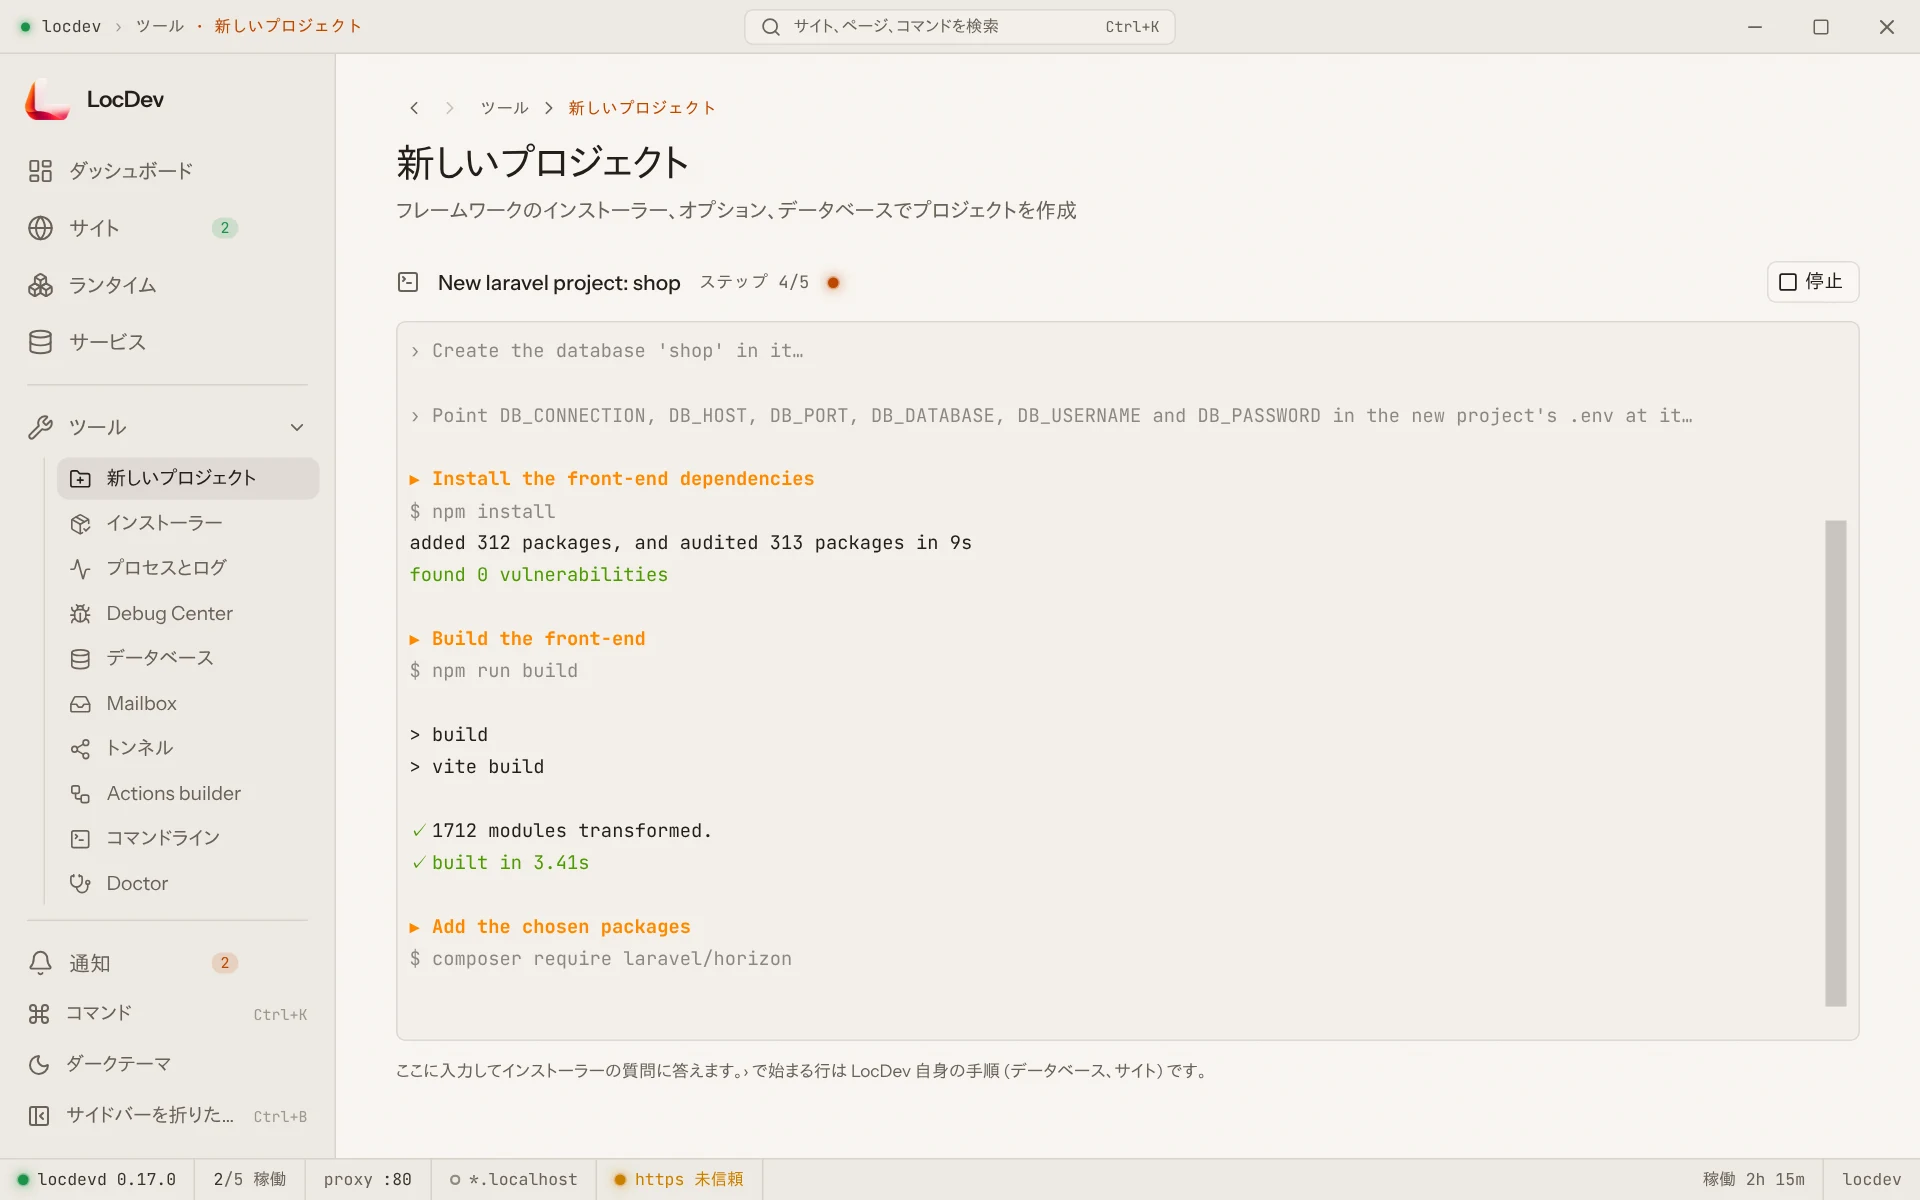 locdev › ツール · 新しいプロジェクト
サイト、ページ、コマンドを検索 Ctrl+K
LocDev
ダッシュボード
サイト 2
ランタイム
サービス
ツール
新しいプロジェクト
インストーラー
プロセスとログ
Debug Center
データベース
Mailbox
トンネル
Actions builder
コマンドライン
Doctor
通知 2
コマンド Ctrl+K
ダークテーマ
サイドバーを折りた… Ctrl+B
ツール > 新しいプロジェクト
新しいプロジェクト
フレームワークのインストーラー、オプション、データベースでプロジェクトを作成
New laravel project: shop ステップ 4/5
停止
› Create the database 'shop' in it…
› Point DB_CONNECTION, DB_HOST, DB_PORT, DB_DATABASE, DB_USERNAME and DB_PASSWORD in the new project's .env at it…
▸ Install the front-end dependencies
$ npm install
added 312 packages, and audited 313 packages in 9s
found 0 vulnerabilities
▸ Build the front-end
$ npm run build
> build
> vite build
✓ 1712 modules transformed.
✓ built in 3.41s
▸ Add the chosen packages
$ composer require laravel/horizon
ここに入力してインストーラーの質問に答えます。› で始まる行は LocDev 自身の手順 (データベース、サイト) です。
locdevd 0.17.0
2/5 稼働
proxy :80
*.localhost
https 未信頼
稼働 2h 15m
locdev